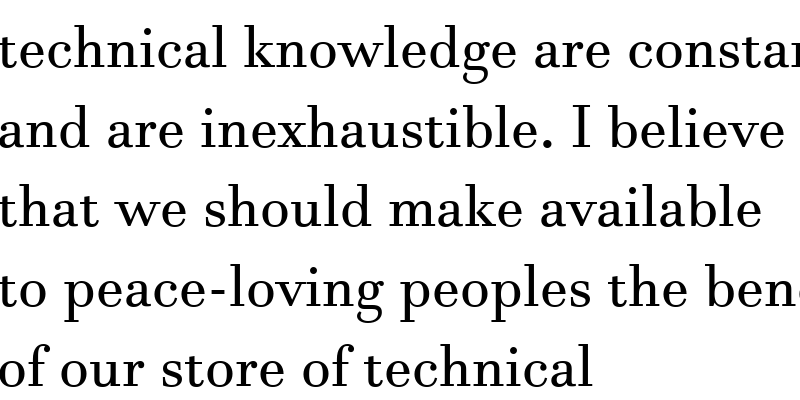 technical knowledge are
and are inexhaustible. I believe
that we should make available
to peace-loving peoples the
of our store of technical